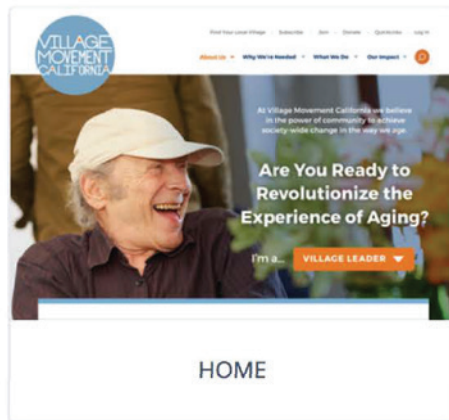 VILLAGE
MOVEMENT
CALIFORNIA
Find Your Local Village Subscribe Join Donate Quicklinks Log In
About Us Why We're Needed What We Do Our Impact
At Village Movement California we believe
in the power of community to achieve
society-wide change in the way we age
Are You Ready to
Revolutionize the
Experience of Aging?
I'm a... VILLAGE LEADER
HOME